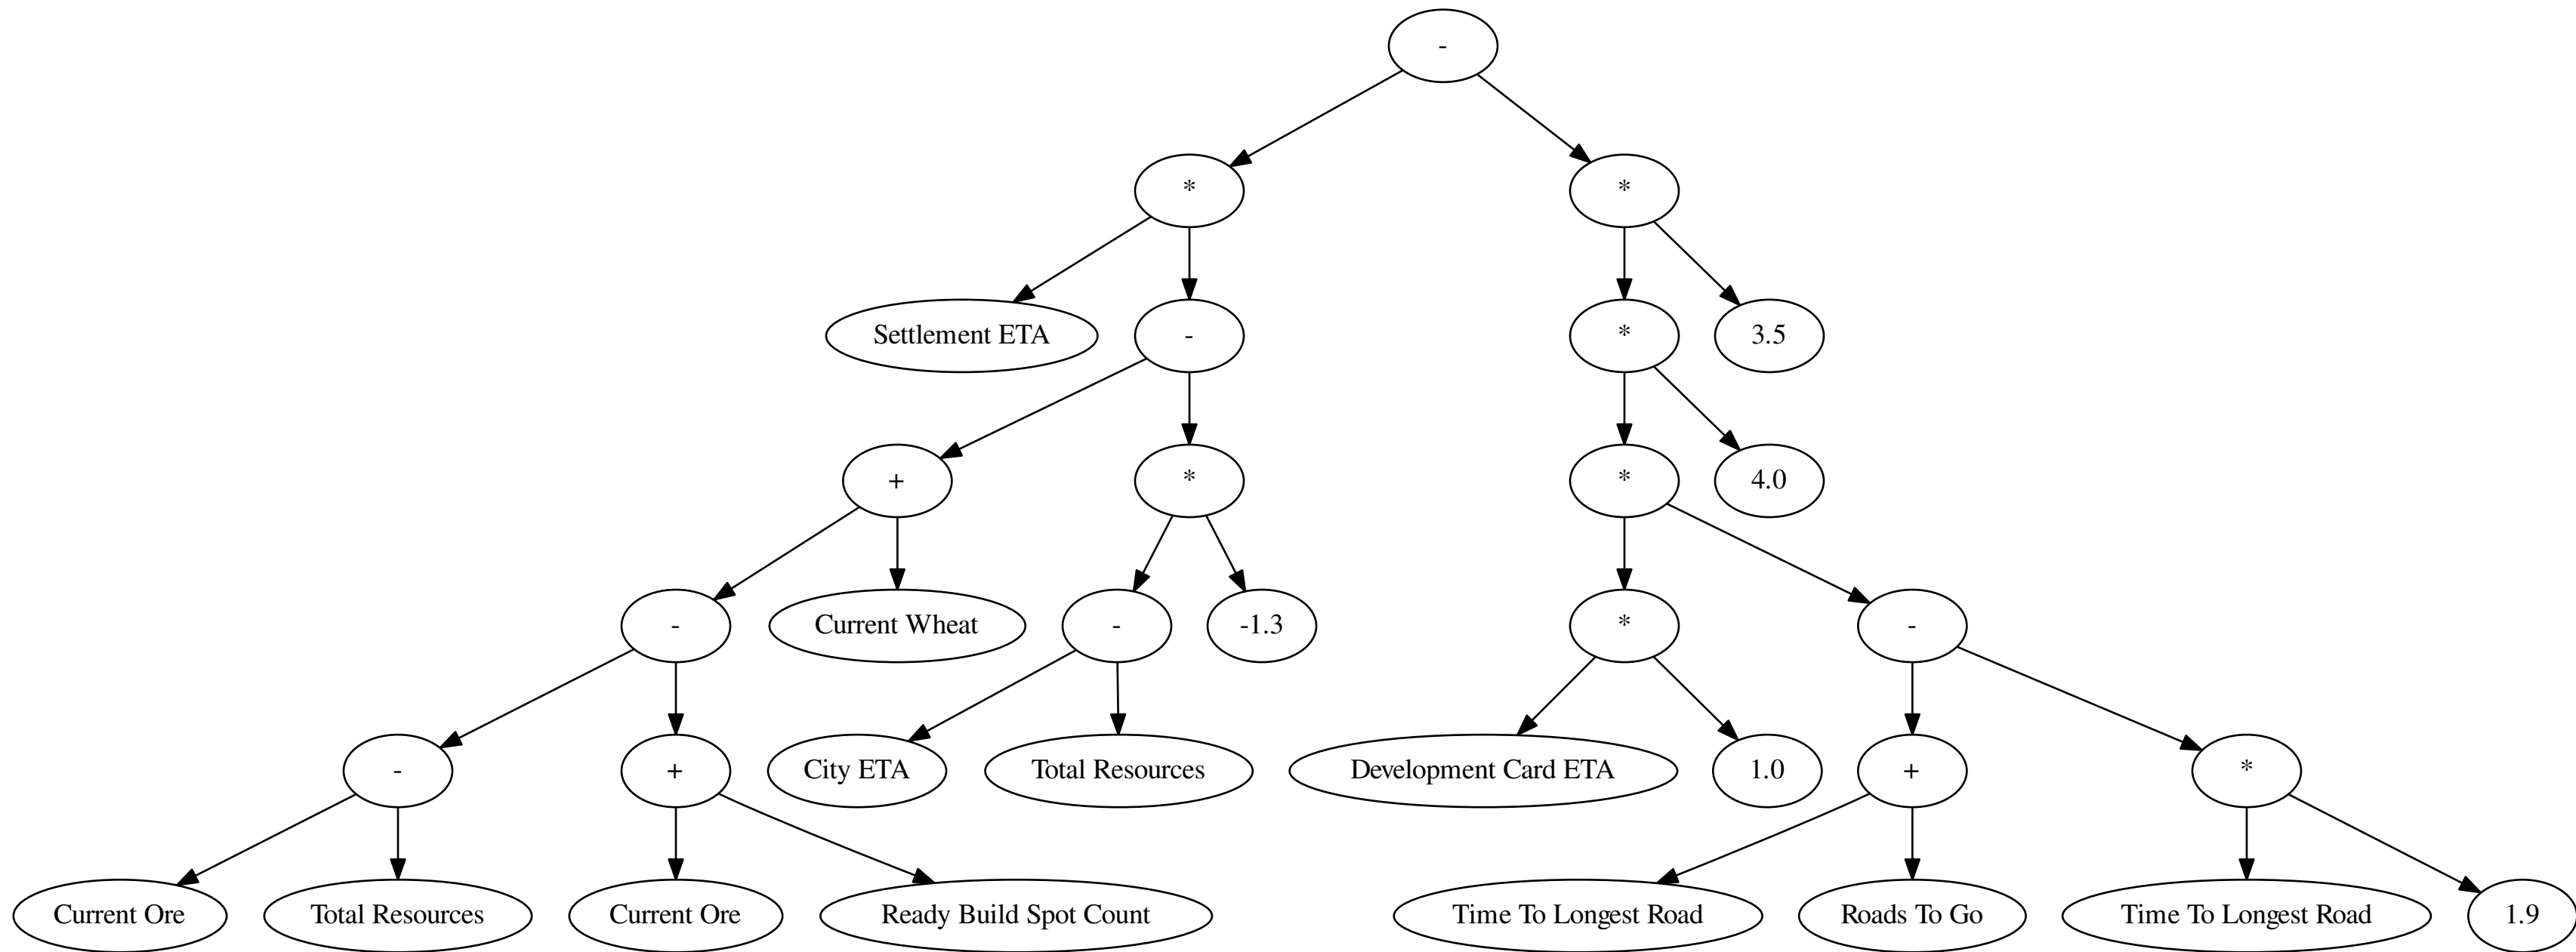 -
*
*
Settlement ETA
-
*
3.5
+
*
*
4.0
-
Current Wheat
-
-1.3
*
-
-
+
City ETA
Total Resources
Development Card ETA
1.0
+
*
Current Ore
Total Resources
Current Ore
Ready Build Spot Count
Time To Longest Road
Roads To Go
Time To Longest Road
1.9